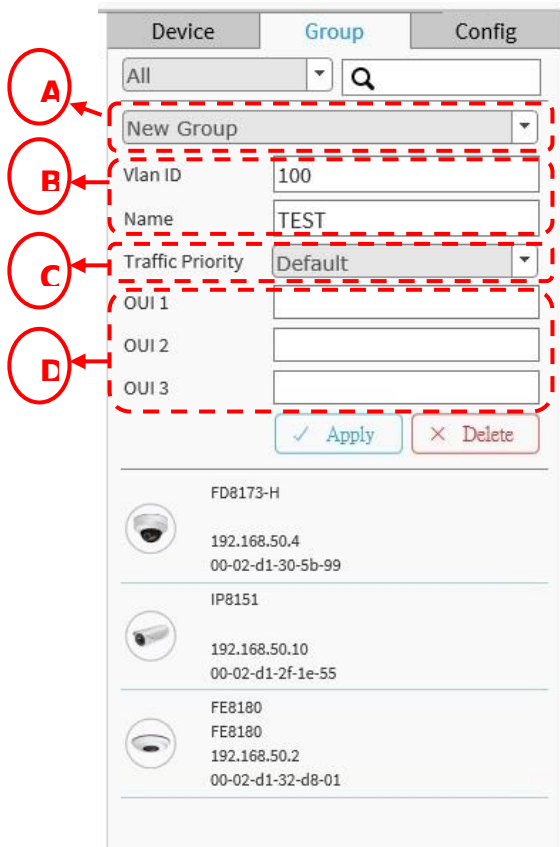 Device Group Config
All
A
New Group
B
Vlan ID 100
Name TEST
C
Traffic Priority Default
OUI 1
D
OUI 2
OUI 3
Apply Delete
FD8173-H
192.168.50.4
00-02-d1-30-5b-99
IP8151
192.168.50.10
00-02-d1-2f-1e-55
FE8180
FE8180
192.168.50.2
00-02-d1-32-d8-01